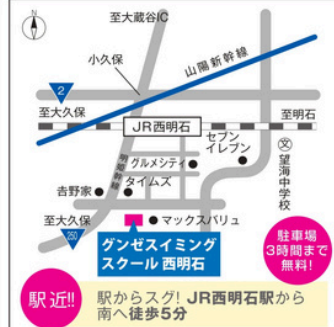 至大蔵谷IC
N
小久保
山陽新幹線
2
至大久保
至明石
JR西明石
セブン
イレブン
グルメシティ
文
望海中学校
明姫幹線
タイムズ
吉野家
至大久保
マックスバリュ
250
グンゼスイミング
スクール 西明石
駐車場
3時間まで
無料!
駅近!!
駅からスグ! JR西明石駅から
南へ徒歩5分